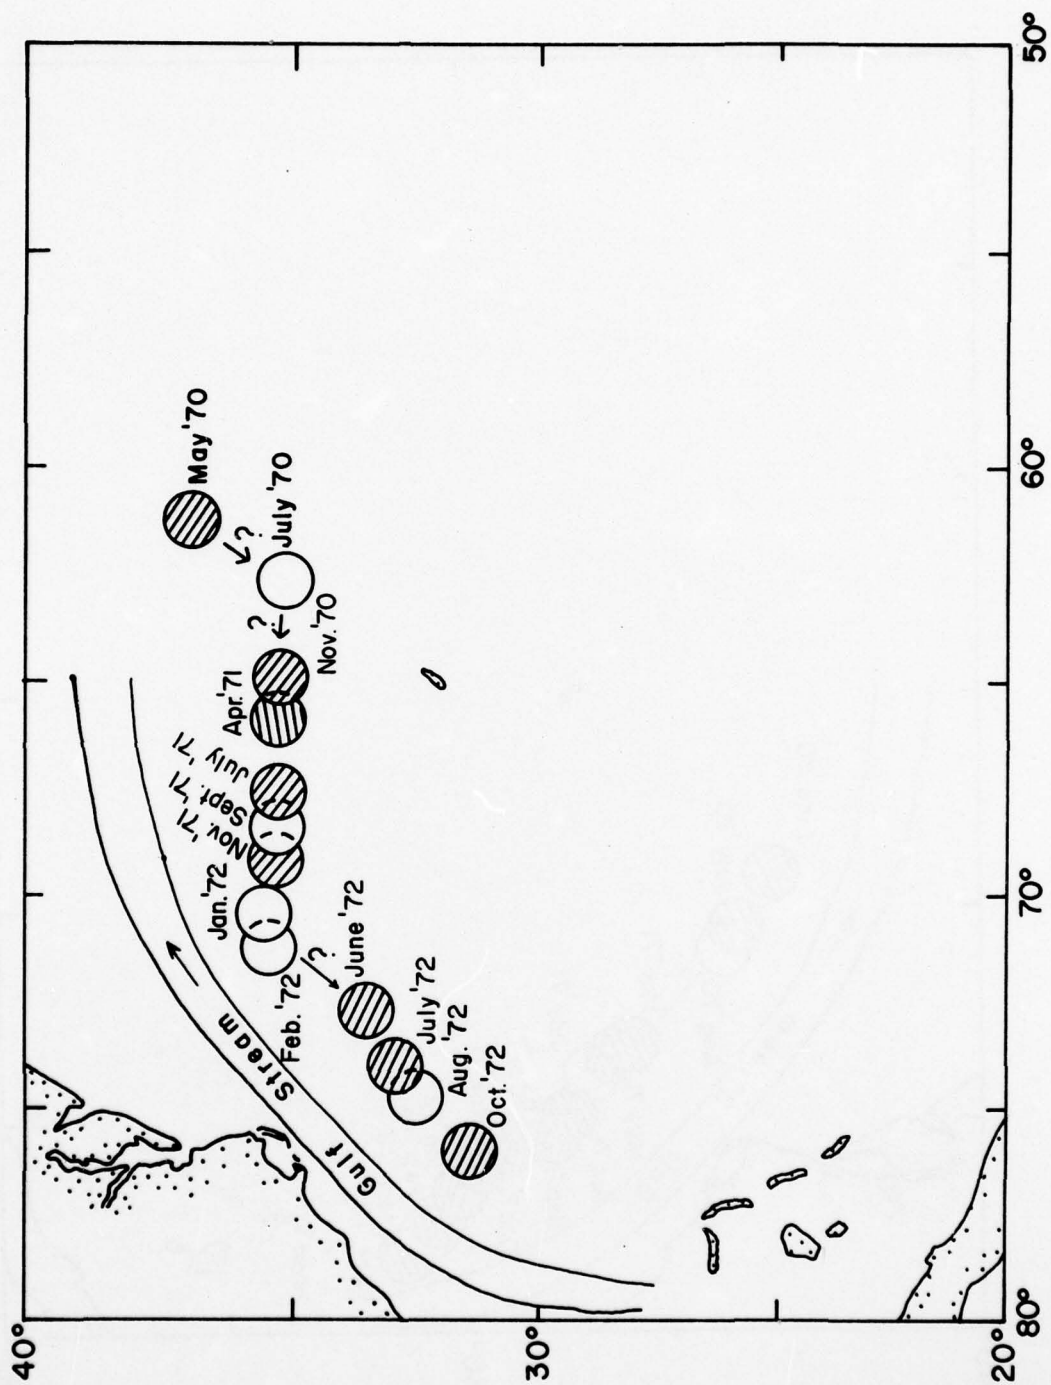 40°
30°
20°
80°
70°
60°
50°
May '70
?
July '70
?
Nov. '70
Apr. '71
July '71
Sept. '71
Nov. '71
Jan. '72
Feb. '72
?
June '72
July '72
Aug. '72
Oct. '72
Gulf Stream